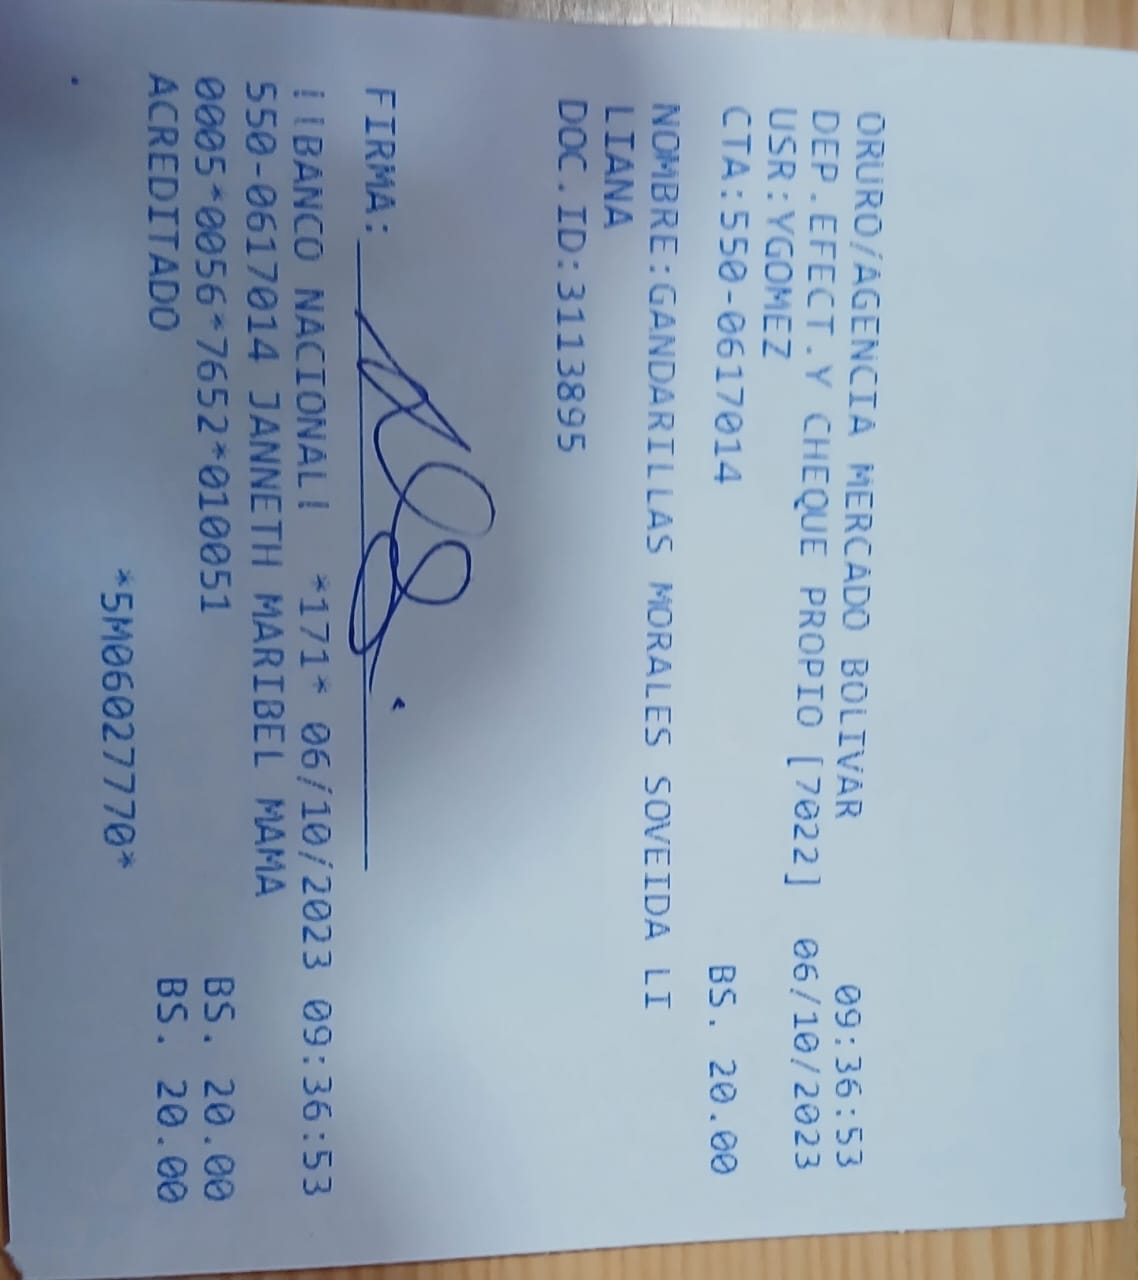 ORURO/AGENCIA MERCADO BOLIVAR 09:36:53
DEP.EFECT.Y CHEQUE PROPIO [7022] 06/10/2023
USR:YGOMEZ
CTA:550-0617014 BS. 20.00
NOMBRE:GANDARILLAS MORALES SOVEIDA LI
LIANA
DOC.ID:3113895
FIRMA:
¡¡BANCO NACIONAL! *171* 06/10/2023 09:36:53
550-0617014 JANNETH MARIBEL MAMA
0005*0056*7652*010051 BS. 20.00
ACREDITADO BS. 20.00
*5M06027770*